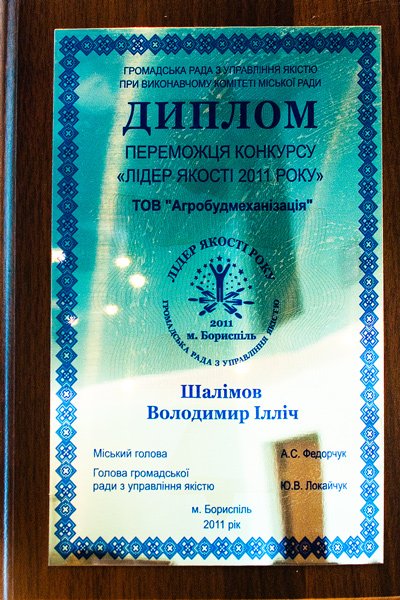 ГРОМАДСЬКА РАДА З УПРАВЛІННЯ ЯКІСТЮ
ПРИ ВИКОНАВЧОМУ КОМІТЕТІ МІСЬКОЇ РАДИ
ДИПЛОМ
ПЕРЕМОЖЦЯ КОНКУРСУ
«ЛІДЕР ЯКОСТІ 2011 РОКУ»
ТОВ "Агробудмеханізація"
ЛІДЕР ЯКОСТІ РОКУ
2011
м. Бориспіль
ГРОМАДСЬКА РАДА З УПРАВЛІННЯ ЯКІСТЮ
Шалімов
Володимир Ілліч
Міський голова А.С. Федорчук
Голова громадської
ради з управління якістю Ю.В. Локайчук
м. Бориспіль
2011 рік